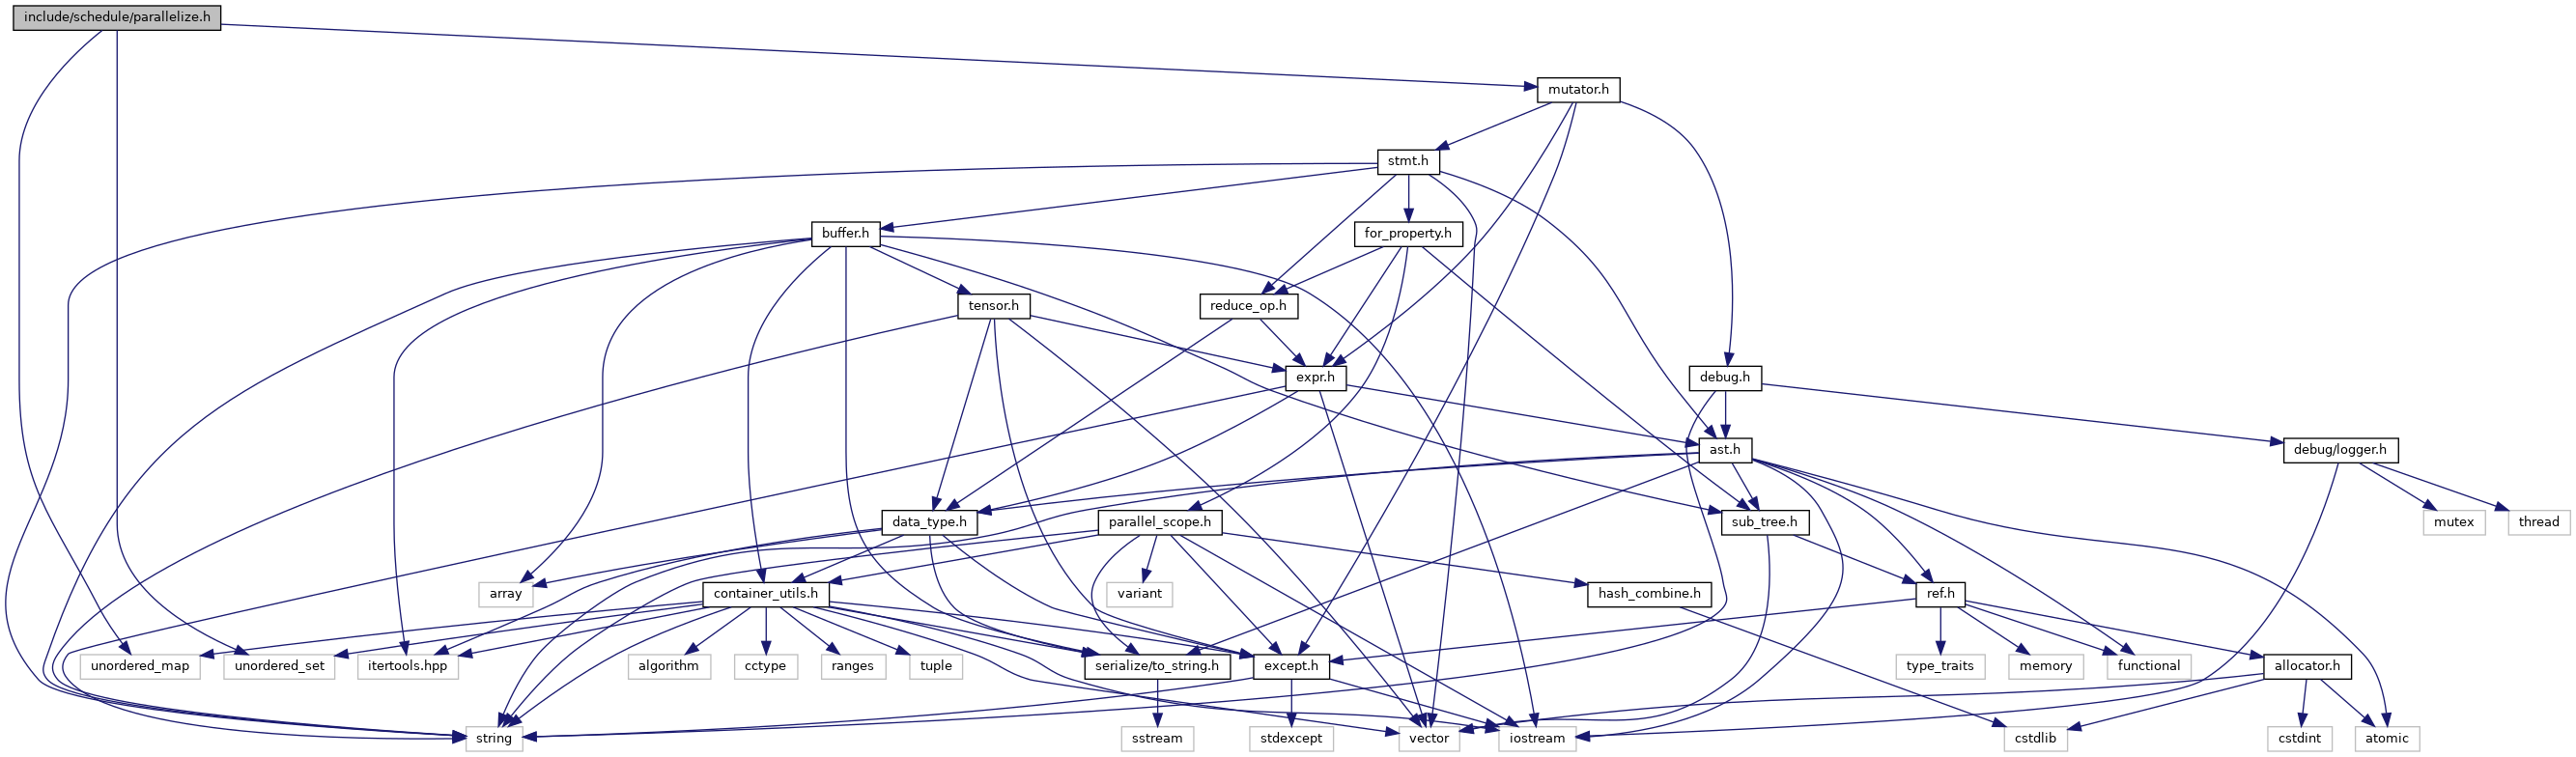 include/schedule/parallelize.h
mutator.h
stmt.h
buffer.h
for_property.h
tensor.h
reduce_op.h
expr.h
debug.h
ast.h
debug/logger.h
data_type.h
parallel_scope.h
sub_tree.h
mutex
thread
array
container_utils.h
variant
hash_combine.h
ref.h
unordered_map
unordered_set
itertools.hpp
algorithm
cctype
ranges
tuple
serialize/to_string.h
except.h
type_traits
memory
functional
allocator.h
string
sstream
stdexcept
vector
iostream
cstdlib
cstdint
atomic